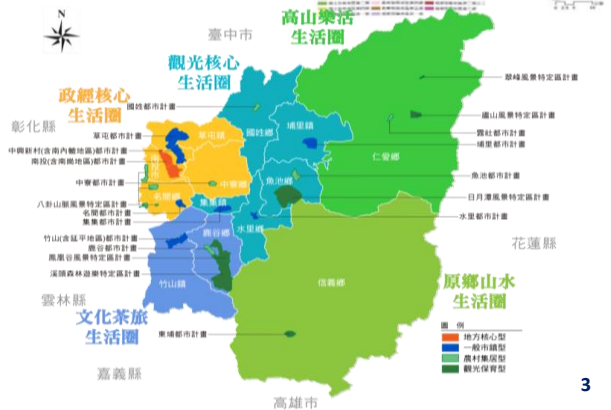 N
臺中市
高山樂活
生活圈
觀光核心
生活圈
政經核心
生活圈
彰化縣
國姓都市計畫
翠峰風景特定區計畫
廬山風景特定區計畫
霧社都市計畫
埔里都市計畫
草屯都市計畫
中興新村(含南內轆地區)都市計畫
南投(含南崗地區)都市計畫
中寮都市計畫
八卦山脈風景特定區計畫
名間都市計畫
集集都市計畫
草屯鎮
國姓鄉
埔里鎮
仁愛鄉
中寮鄉
魚池鄉
名間鄉
集集鎮
水里鄉
鹿谷鄉
竹山鎮
信義鄉
魚池都市計畫
日月潭風景特定區計畫
水里都市計畫
竹山(含延平地區)都市計畫
鹿谷都市計畫
鳳凰谷風景特定區計畫
溪頭森林遊樂特定區計畫
花蓮縣
雲林縣
文化茶旅
生活圈
原鄉山水
生活圈
東埔都市計畫
嘉義縣
高雄市
圖 例
地方核心型
一般市鎮型
農村集居型
觀光保育型
3